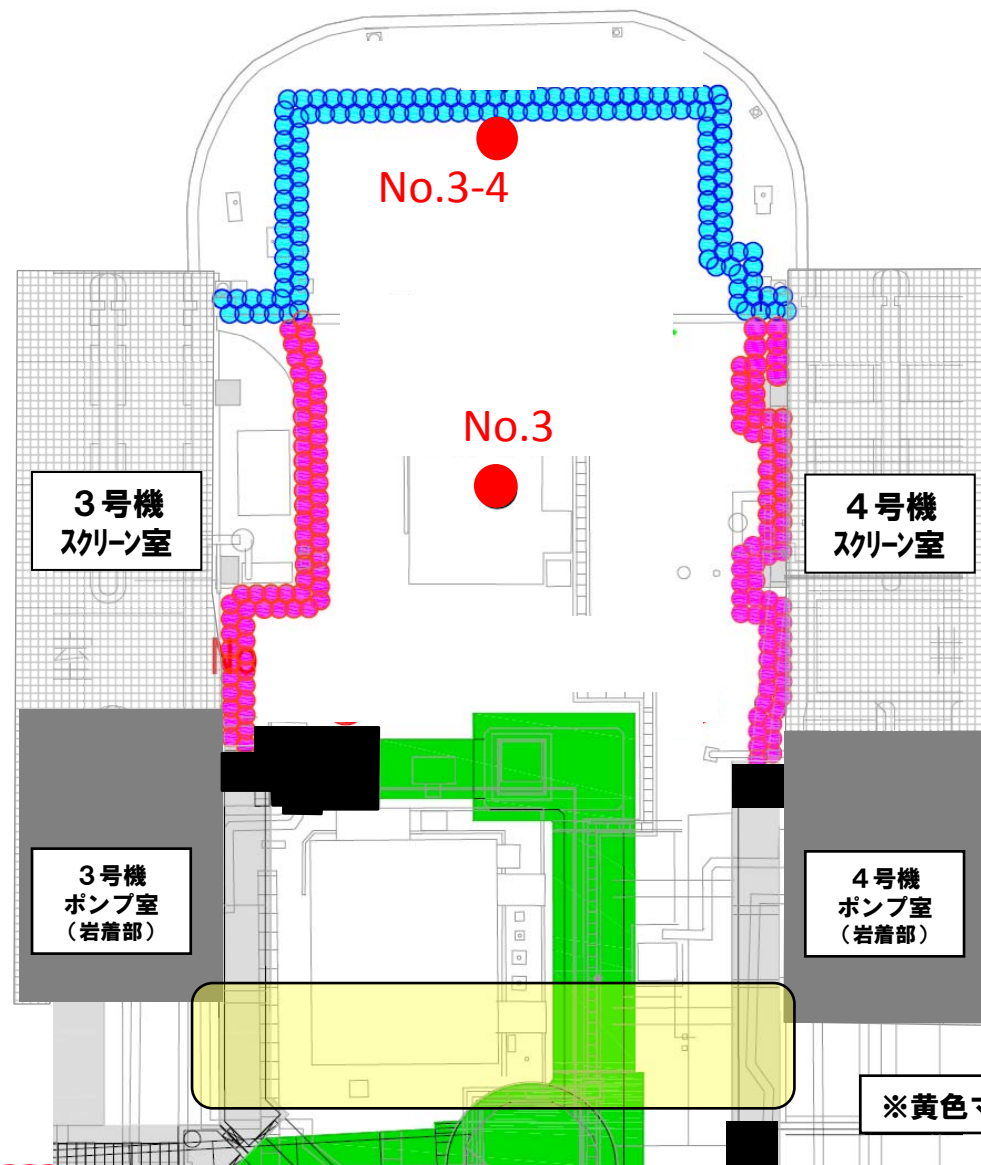 No.3-4
No.3
３号機
スクリーン室
４号機
スクリーン室
No
３号機
ポンプ室
（岩着部）
４号機
ポンプ室
（岩着部）
※黄色